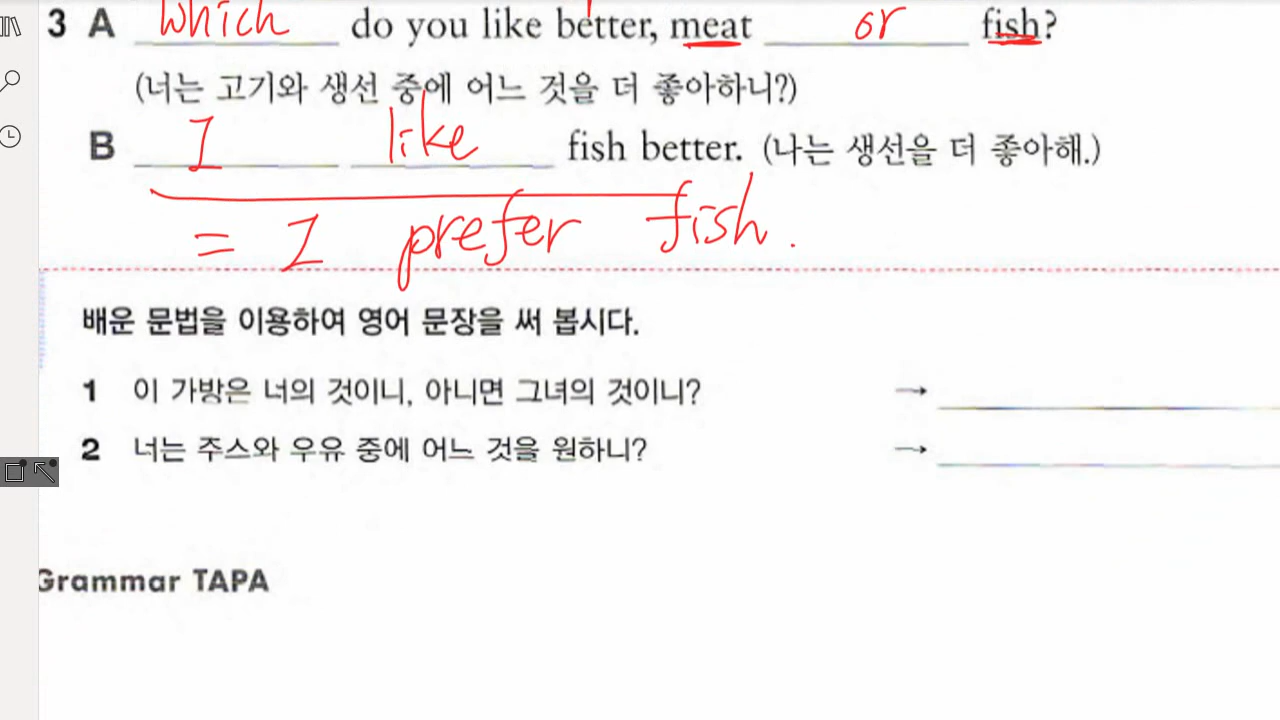 3 A which do you like better, meat or fish?
(너는 고기와 생선 중에 어느 것을 더 좋아하니?)
B I like fish better. (나는 생선을 더 좋아해.)
= I prefer fish.
배운 문법을 이용하여 영어 문장을 써 봅시다.
1 이 가방은 너의 것이니, 아니면 그녀의 것이니? →
2 너는 주스와 우유 중에 어느 것을 원하니? →
Grammar TAPA